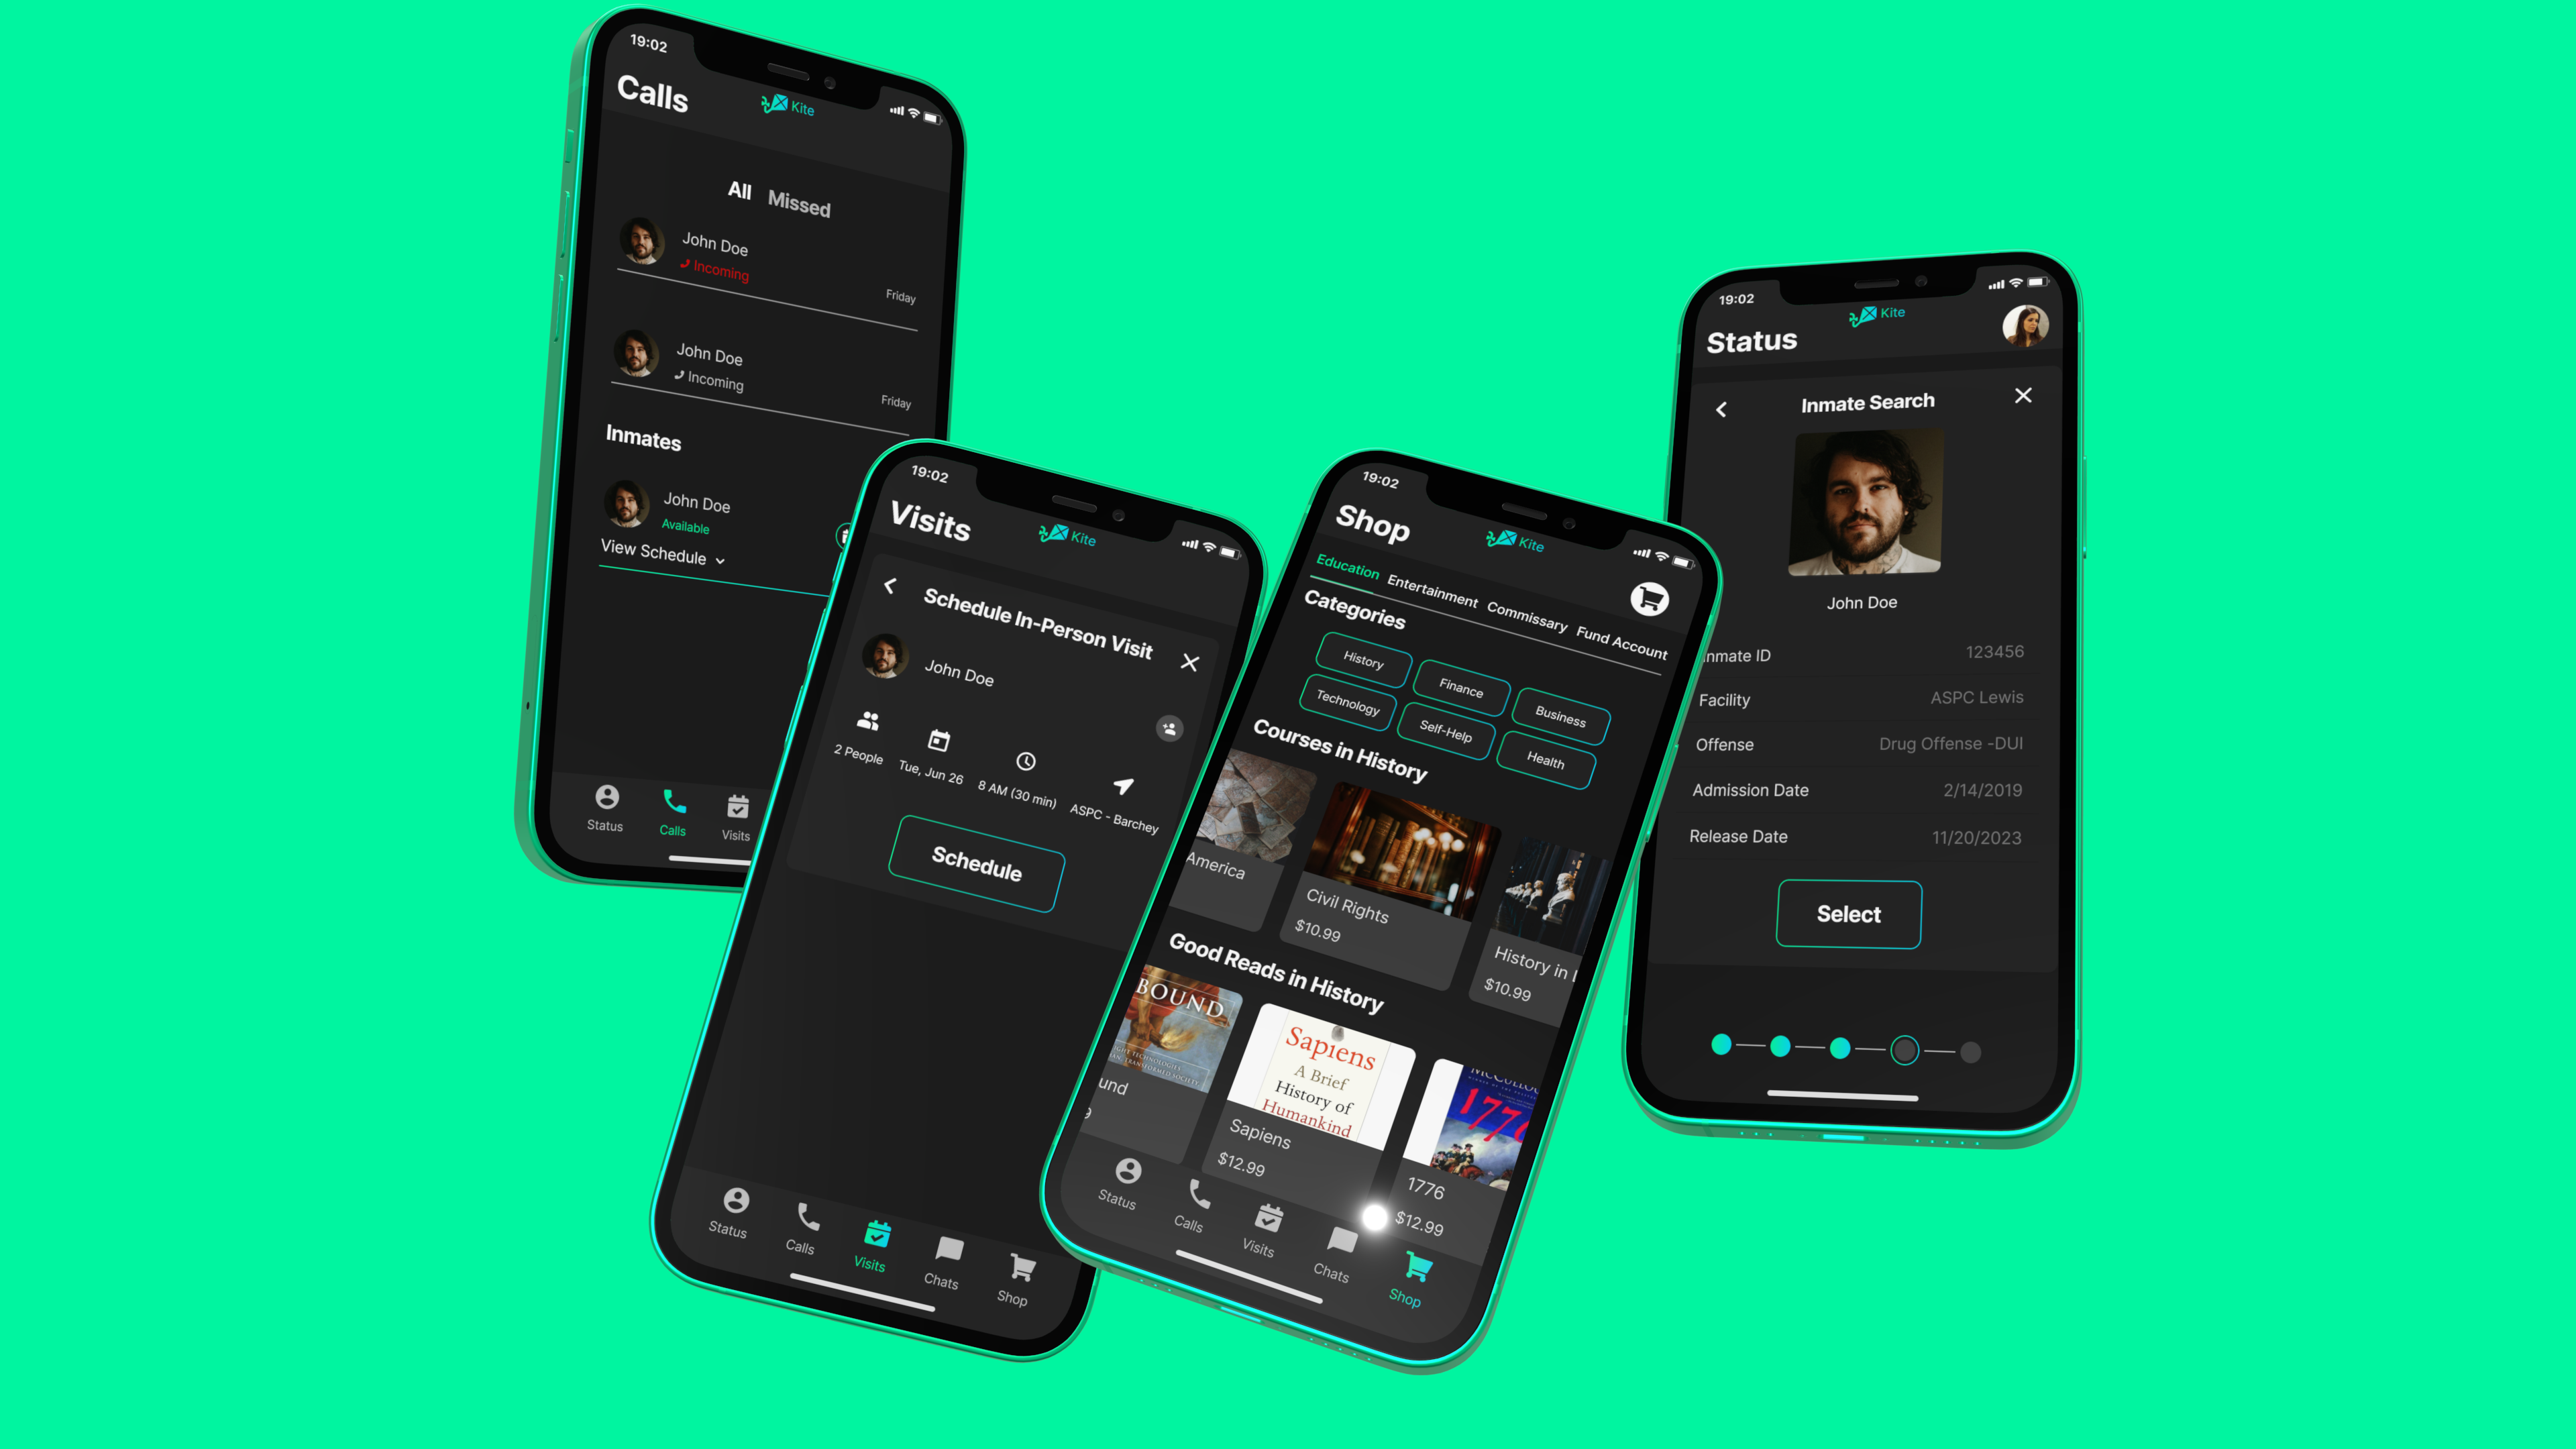 19:02
Calls
Kite
All Missed
John Doe
Incoming
Friday
John Doe
Incoming
Friday
Inmates
John Doe
Available
View Schedule
Status
Calls
Visits
19:02
Visits
Kite
Schedule In-Person Visit
John Doe
2 People
Tue, Jun 26
8 AM (30 min)
ASPC - Barchey
Schedule
Status
Calls
Visits
Chats
Shop
19:02
Shop
Kite
Education Entertainment Commissary Fund Account
Categories
History
Finance
Business
Technology
Self-Help
Health
Courses in History
America
Civil Rights
$10.99
History in
$10.99
Good Reads in History
BOUND
TRANSFORMED SOCIETY
und
9
Sapiens
A Brief
History of
Humankind
Sapiens
$12.99
1776
1776
$12.99
Status
Calls
Visits
Chats
Shop
19:02
Status
Kite
Inmate Search
John Doe
nmate ID 123456
Facility ASPC Lewis
Offense Drug Offense -DUI
Admission Date 2/14/2019
Release Date 11/20/2023
Select